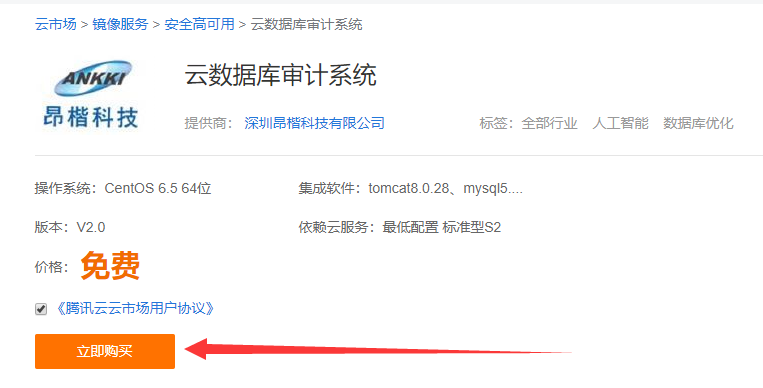 云市场 > 镜像服务 > 安全高可用 > 云数据库审计系统
ANKKI
昂楷科技
云数据库审计系统
提供商： 深圳昂楷科技有限公司 标签：全部行业 人工智能 数据库优化
操作系统：CentOS 6.5 64位 集成软件：tomcat8.0.28、mysql5....
版本：V2.0 依赖云服务：最低配置 标准型S2
价格： 免费
《腾讯云云市场用户协议》
立即购买